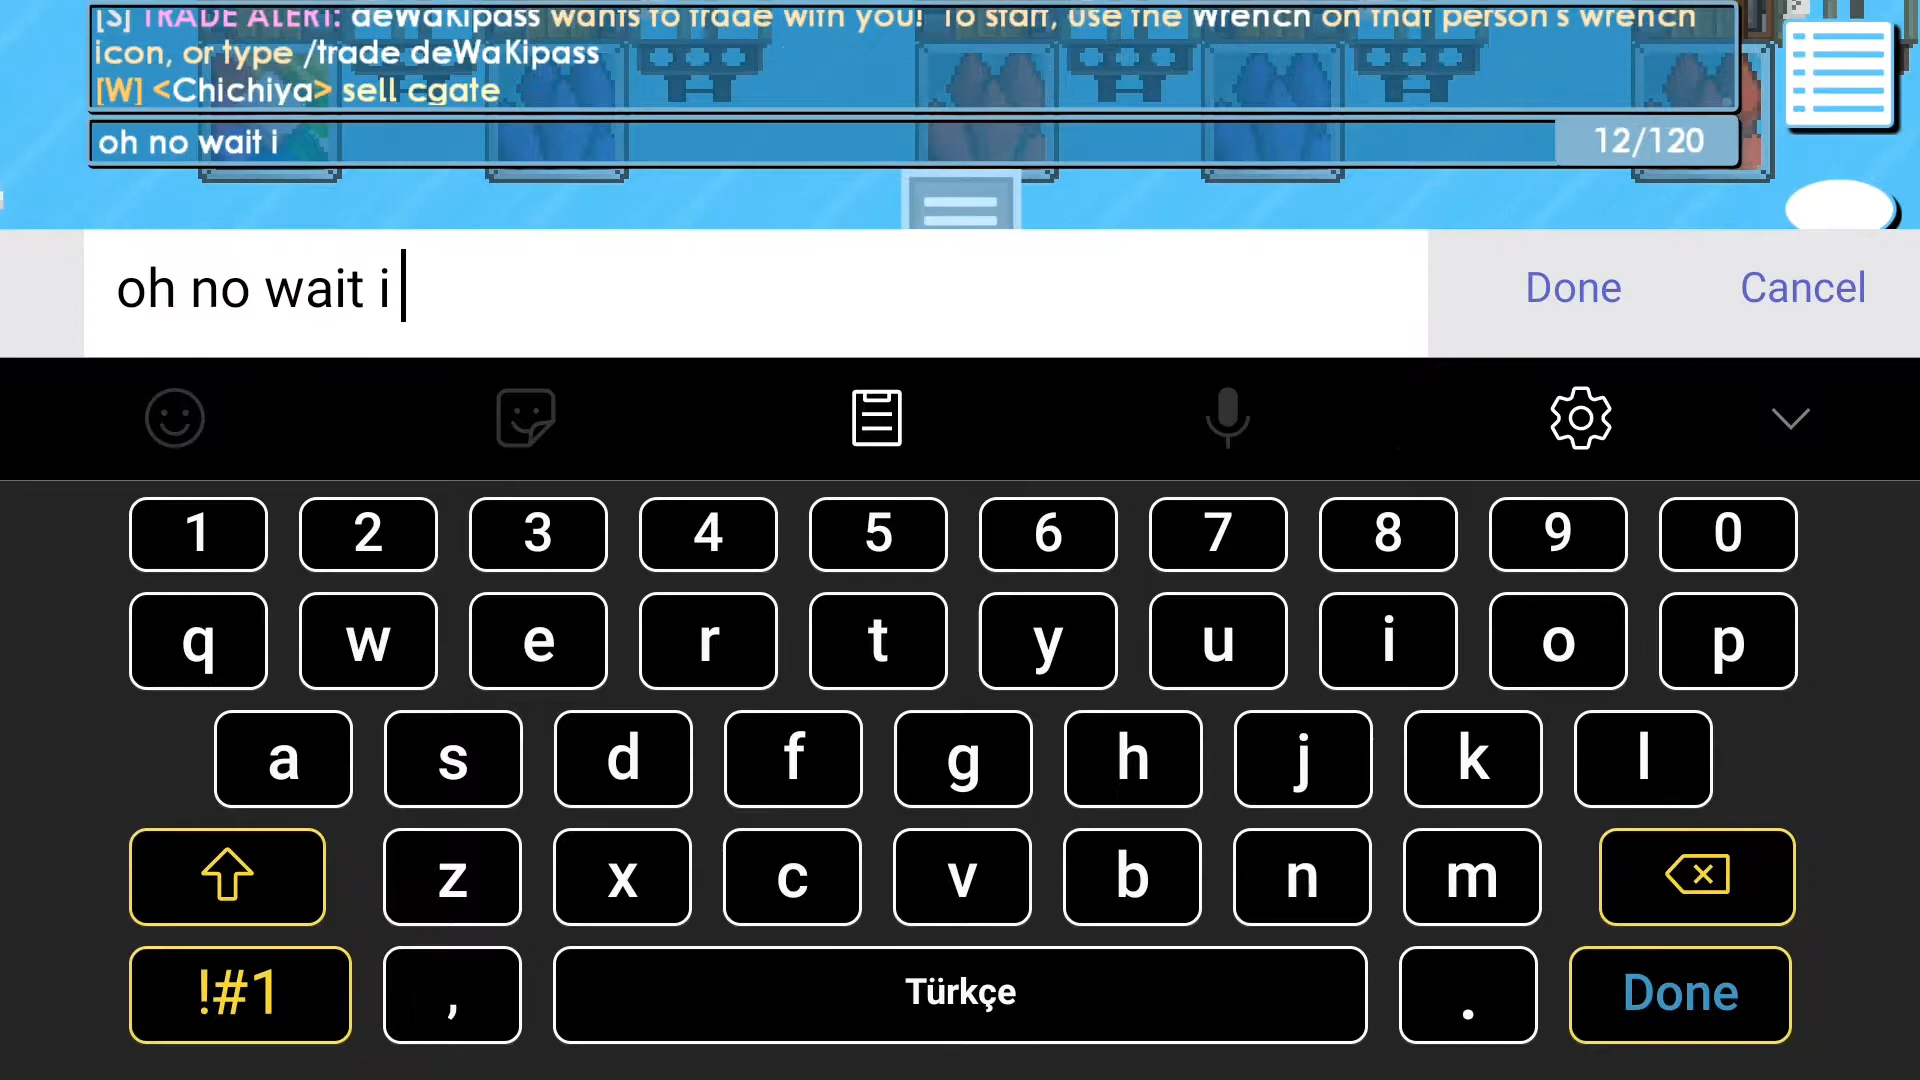 [S] TRADE ALERT: deWaKipass wants to trade with you! To start, use the Wrench on that person's wrench
icon, or type /trade deWaKipass
[W] <Chichiya> sell cgate
oh no wait i
12/120
oh no wait i
Done
Cancel
1 2 3 4 5 6 7 8 9 0
q w e r t y u i o p
a s d f g h j k l
z x c v b n m
!#1 , Türkçe . Done